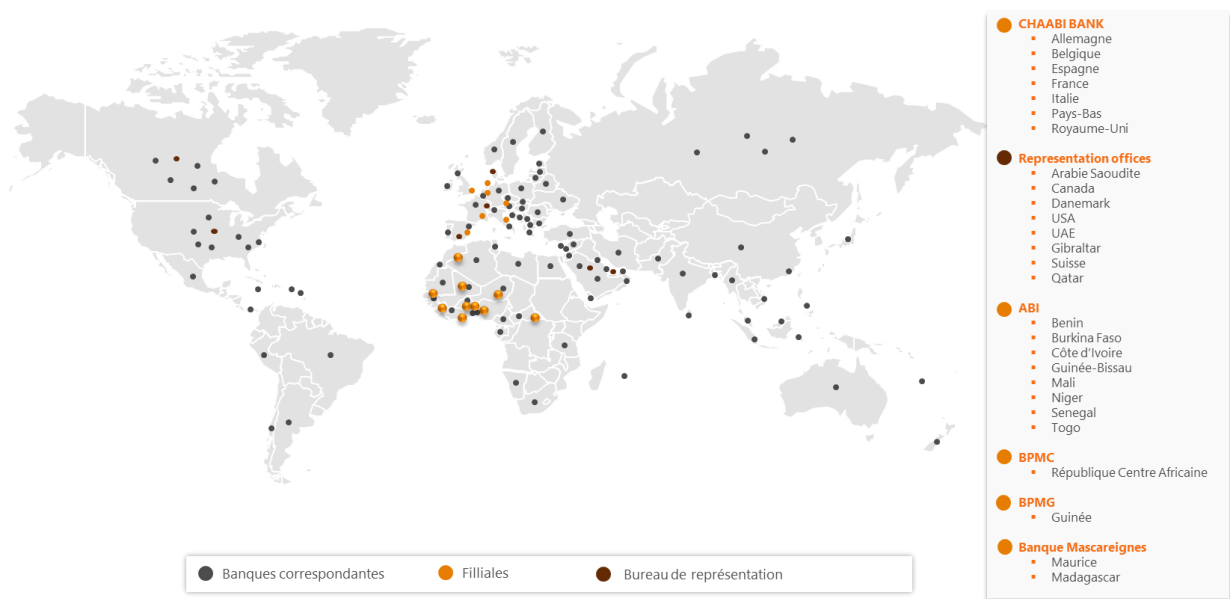 CHAABI BANK
Allemagne
Belgique
Espagne
France
Italie
Pays-Bas
Royaume-Uni
Representation offices
Arabie Saoudite
Canada
Danemark
USA
UAE
Gibraltar
Suisse
Qatar
ABI
Benin
Burkina Faso
Côte d'Ivoire
Guinée-Bissau
Mali
Niger
Senegal
Togo
BPMC
République Centre Africaine
BPMG
Guinée
Banque Mascareignes
Maurice
Madagascar
Banques correspondantes Filliales Bureau de représentation